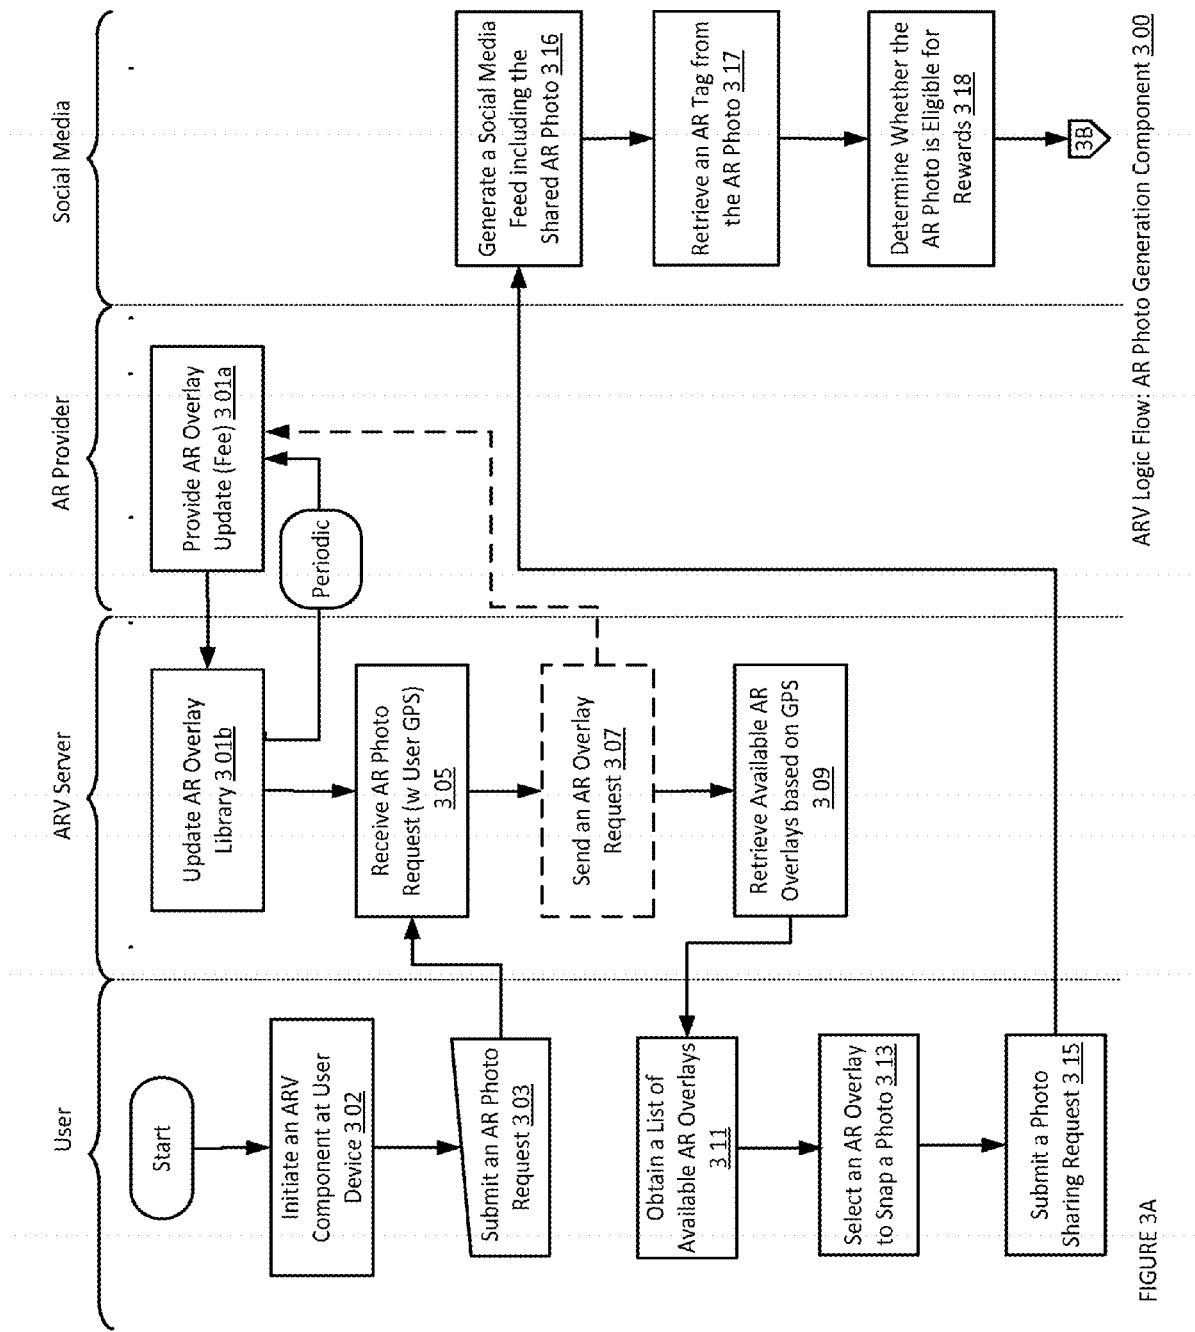 User
ARV Server
AR Provider
Social Media
Start
Initiate an ARV
Component at User
Device 3 02
Submit an AR Photo
Request 3 03
Obtain a List of
Available AR Overlays
3 11
Select an AR Overlay
to Snap a Photo 3 13
Submit a Photo
Sharing Request 3 15
Update AR Overlay
Library 3 01b
Receive AR Photo
Request (w User GPS)
3 05
Send an AR Overlay
Request 3 07
Retrieve Available AR
Overlays based on GPS
3 09
Provide AR Overlay
Update (Fee) 3 01a
Periodic
Generate a Social Media
Feed including the
Shared AR Photo 3 16
Retrieve an AR Tag from
the AR Photo 3 17
Determine Whether the
AR Photo is Eligible for
Rewards 3 18
3B
FIGURE 3A
ARV Logic Flow: AR Photo Generation Component 3 00